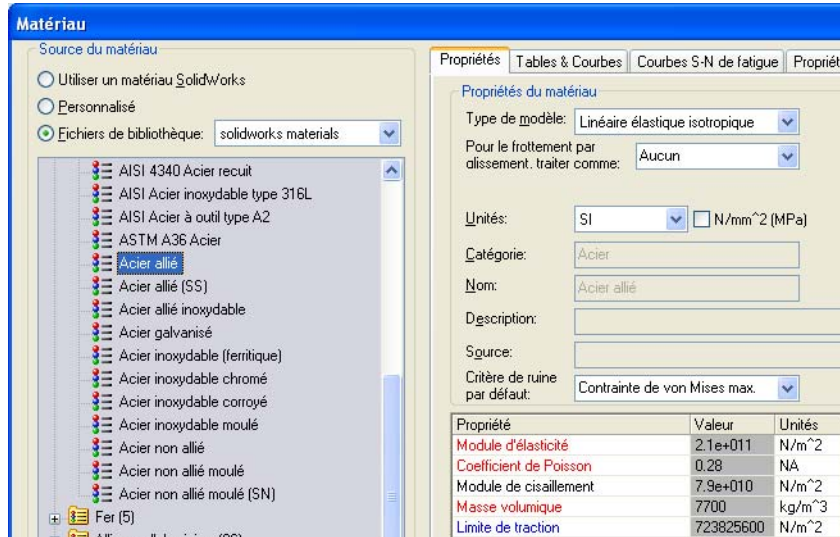 Matériau
Source du matériau
Utiliser un matériau SolidWorks
Personnalisé
Fichiers de bibliothèque: solidworks materials
AISI 4340 Acier recuit
AISI Acier inoxydable type 316L
AISI Acier à outil type A2
ASTM A36 Acier
Acier allié
Acier allié (SS)
Acier allié inoxydable
Acier galvanisé
Acier inoxydable (ferritique)
Acier inoxydable chromé
Acier inoxydable corroyé
Acier inoxydable moulé
Acier non allié
Acier non allié moulé
Acier non allié moulé (SN)
Fer (5)
Propriétés Tables & Courbes Courbes S-N de fatigue Propriét
Propriétés du matériau
Type de modèle: Linéaire élastique isotropique
Pour le frottement par
glissement, traiter comme: Aucun
Unités: SI N/mm^2 (MPa)
Catégorie: Acier
Nom: Acier allié
Description:
Source:
Critère de ruine
par défaut: Contrainte de von Mises max.
Propriété Valeur Unités
Module d'élasticité 2.1e+011 N/m^2
Coefficient de Poisson 0.28 NA
Module de cisaillement 7.9e+010 N/m^2
Masse volumique 7700 kg/m^3
Limite de traction 723825600 N/m^2